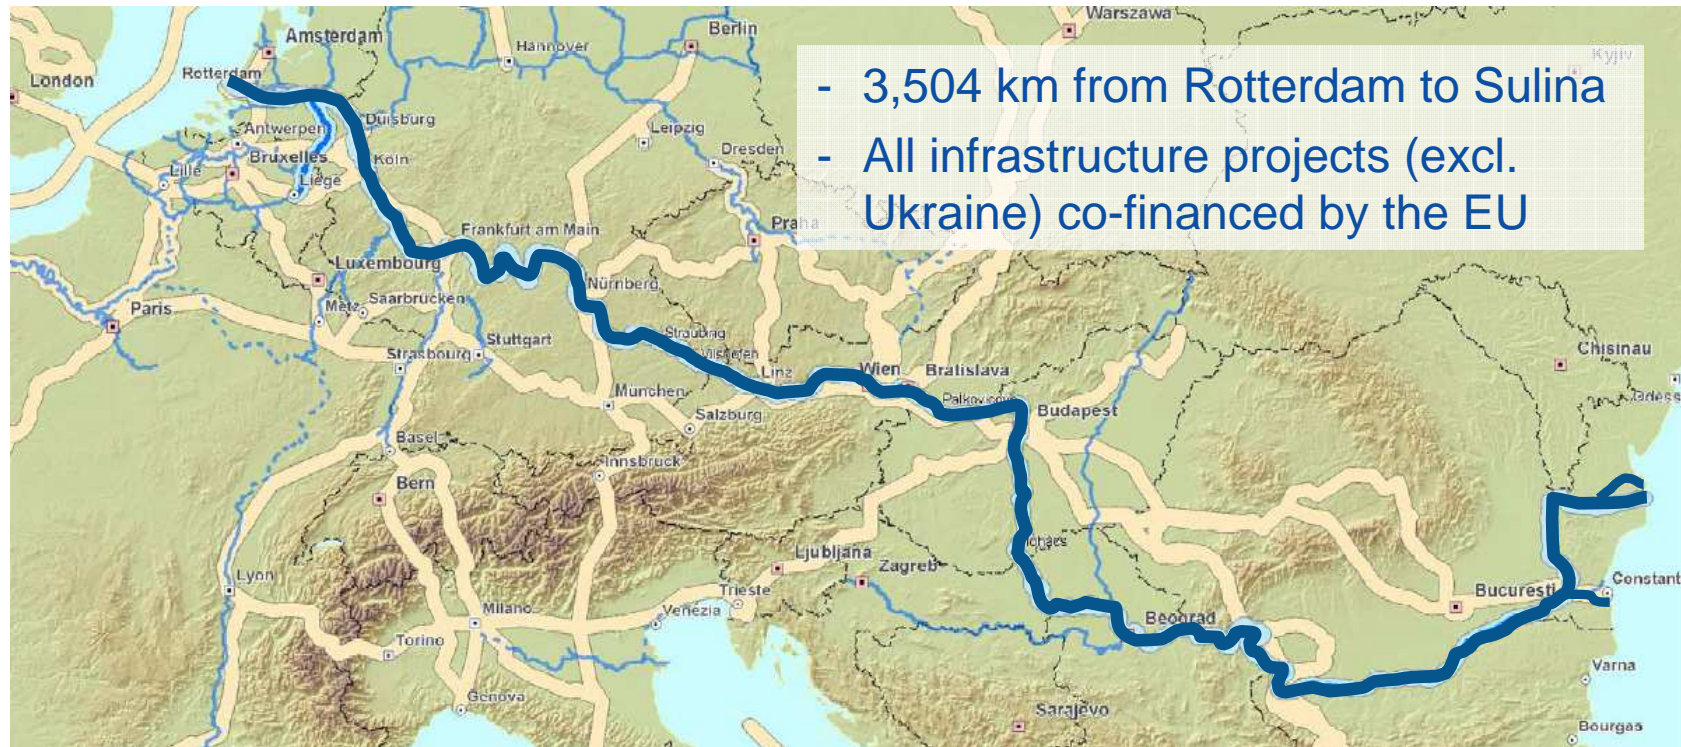 Warszawa
Berlin
Amsterdam
Hannover
Kyjiv
London
Rotterdam
- 3,504 km from Rotterdam to Sulina
Duisburg
Antwerpen
Leipzig
Bruxelles
Dresden
- All infrastructure projects (excl.
Ukraine) co-financed by the EU
Köln
Lille
Liège
Praha
Frankfurt am Main
Luxembourg
Nürnberg
Metz
Saarbrücken
Paris
Straubing
Stuttgart
Strasbourg
Vilshofen
Chisinau
Linz
Wien
Bratislava
München
Salzburg
Budapest
Basel
Innsbruck
Bern
Ljubljana
Zagreb
Lyon
Constant
Bucuresti
Trieste
Milano
Venezia
Beograd
Torino
Varna
Genova
Sarajevo
Bourgas